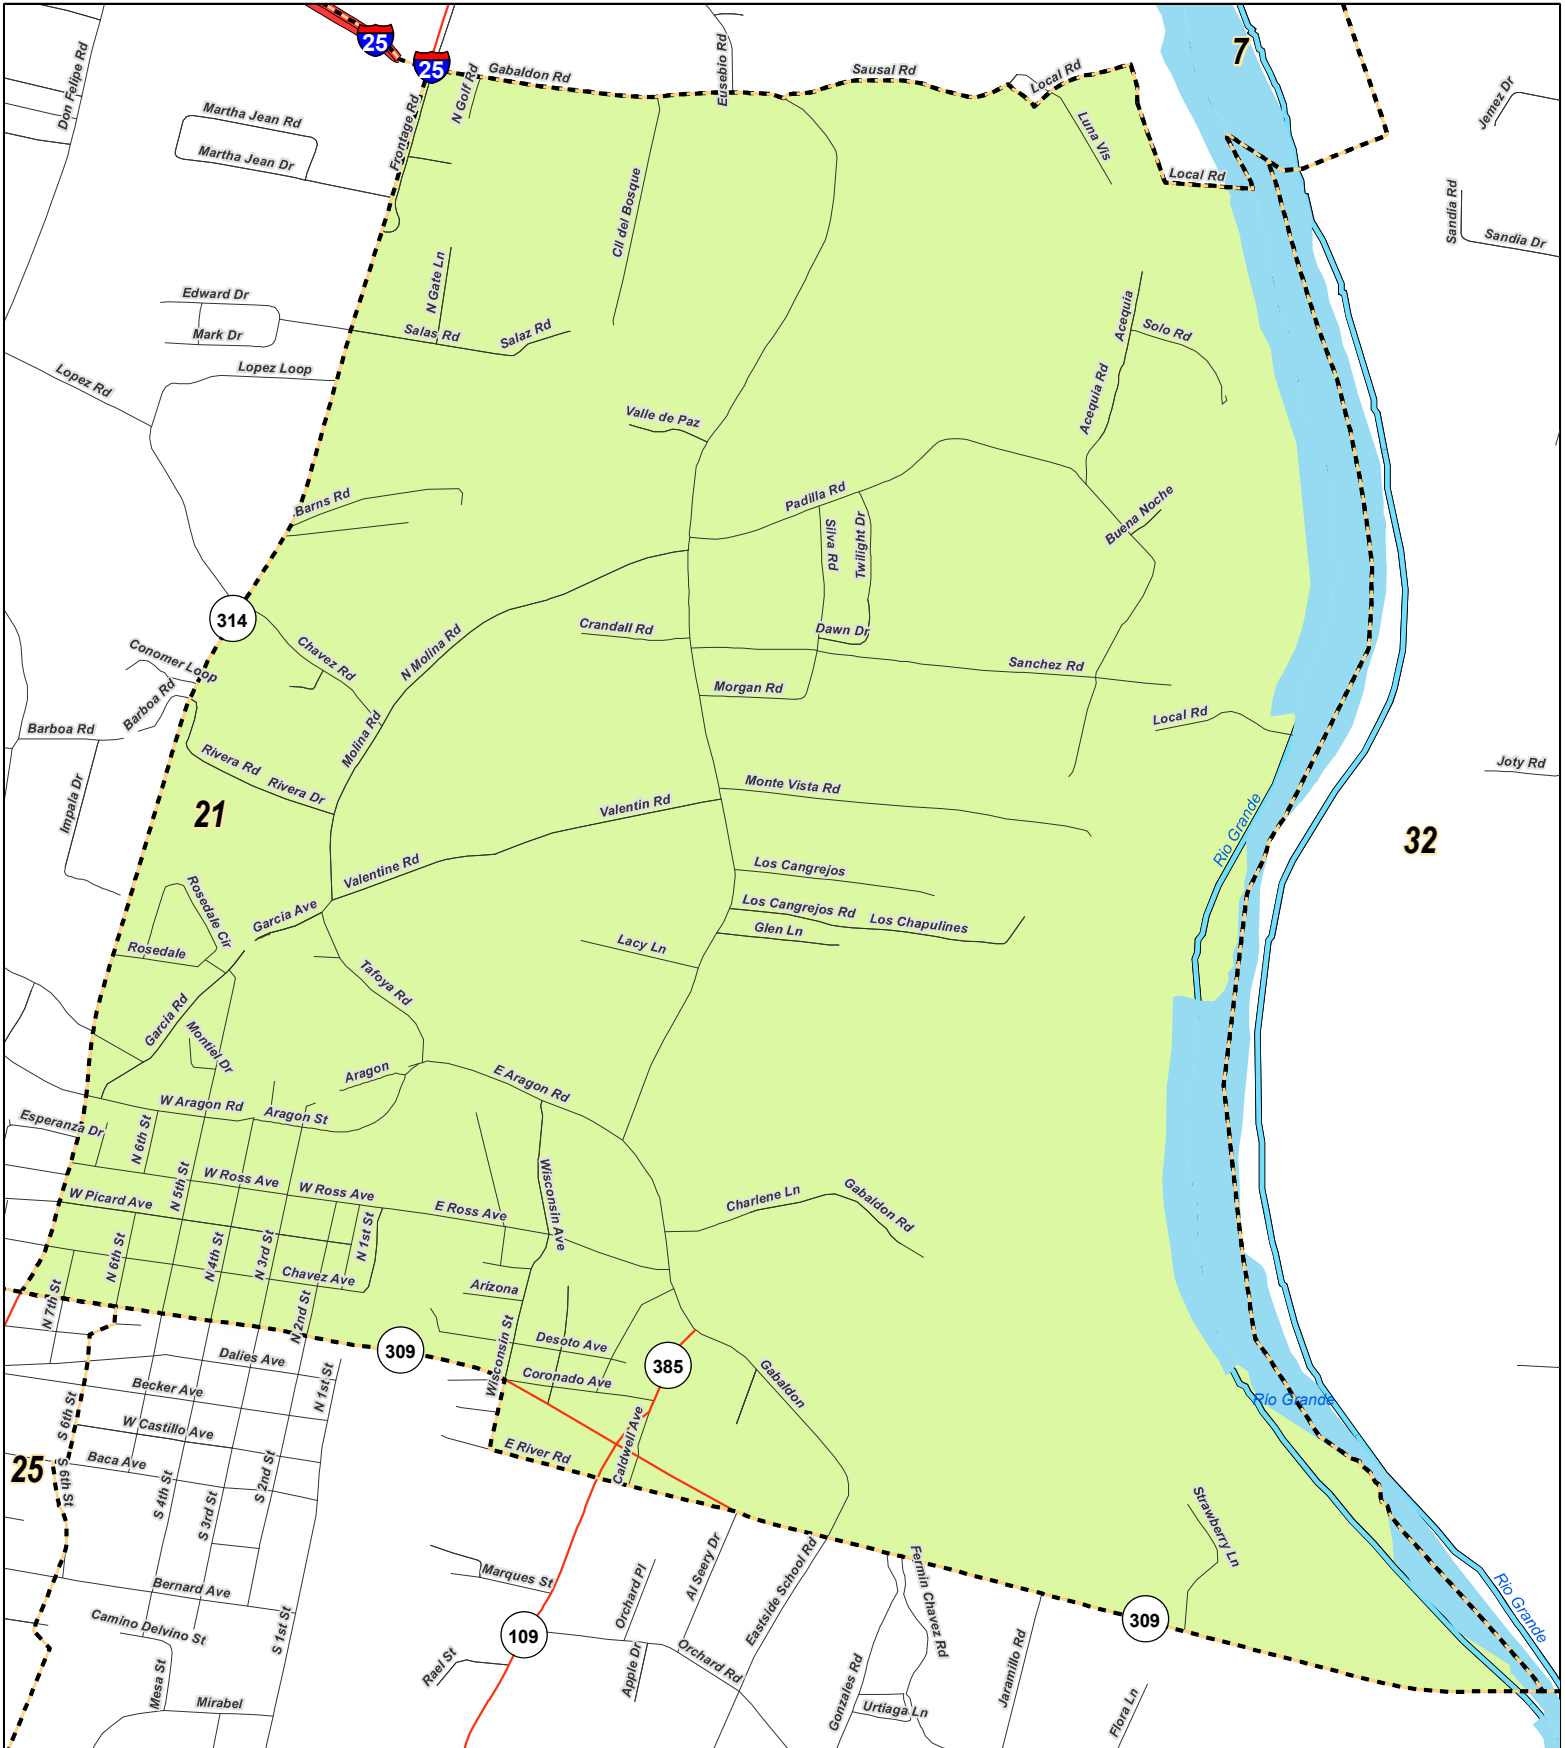 25
25
7
Don Felipe Rd
N Golf Rd
Gabaldon Rd
Eusebio Rd
Sausal Rd
Local Rd
Jemez Dr
Martha Jean Rd
Martha Jean Dr
Frontage Rd
Luna Vis
Local Rd
Cll del Bosque
Sandia Rd
Sandia Dr
N Gate Ln
Edward Dr
Mark Dr
Salas Rd
Salaz Rd
Acequia
Solo Rd
Lopez Rd
Lopez Loop
Valle de Paz
Acequia Rd
Barns Rd
Padilla Rd
Silva Rd
Twilight Dr
Buena Noche
314
Chavez Rd
N Molina Rd
Crandall Rd
Dawn Dr
Sanchez Rd
Conomer Loop
Barboa Rd
Barboa Rd
Morgan Rd
Local Rd
Molina Rd
Rivera Rd
Rivera Dr
Impala Dr
Joty Rd
21
Valentin Rd
Monte Vista Rd
Rio Grande
32
Valentine Rd
Los Cangrejos
Rosedale Cir
Garcia Ave
Los Cangrejos Rd
Los Chapulines
Glen Ln
Rosedale
Lacy Ln
Tafoya Rd
Garcia Rd
Montiel Dr
Aragon
E Aragon Rd
W Aragon Rd
Aragon St
Esperanza Dr
N 6th St
N 5th St
W Ross Ave
W Ross Ave
Wisconsin Ave
W Picard Ave
E Ross Ave
Charlene Ln
Gabaldon Rd
N 6th St
N 4th St
N 3rd St
N 1st St
Chavez Ave
Arizona
N 7th St
N 2nd St
309
Wisconsin St
Desoto Ave
385
Dalies Ave
Becker Ave
N 1st St
Coronado Ave
Gabaldon
Rio Grande
S 6th St
W Castillo Ave
Caldwell Ave
E River Rd
25
Baca Ave
S 6th St
S 4th St
S 3rd St
S 2nd St
Strawberry Ln
Marques St
Orchard Pl
Al Seery Dr
Eastside School Rd
Fermin Chavez Rd
Rio Grande
Bernard Ave
Camino Delvino St
S 1st St
109
309
Rael St
Apple Dr
Orchard Rd
Gonzales Rd
Jaramillo Rd
Mesa St
Mirabel
Urtiaga Ln
Flora Ln